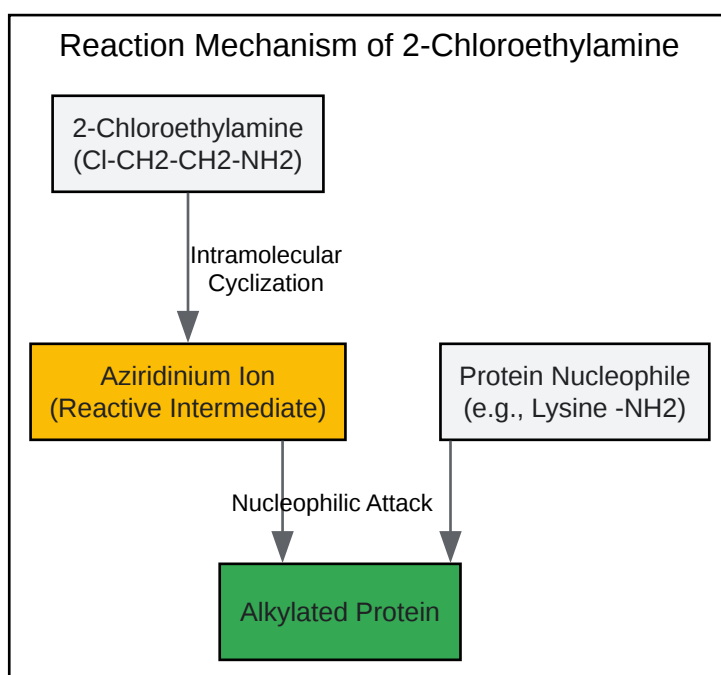 Reaction Mechanism of 2-Chloroethylamine
2-Chloroethylamine
(Cl-CH2-CH2-NH2)
Intramolecular
Cyclization
Aziridinium Ion
(Reactive Intermediate)
Protein Nucleophile
(e.g., Lysine -NH2)
Nucleophilic Attack
Alkylated Protein